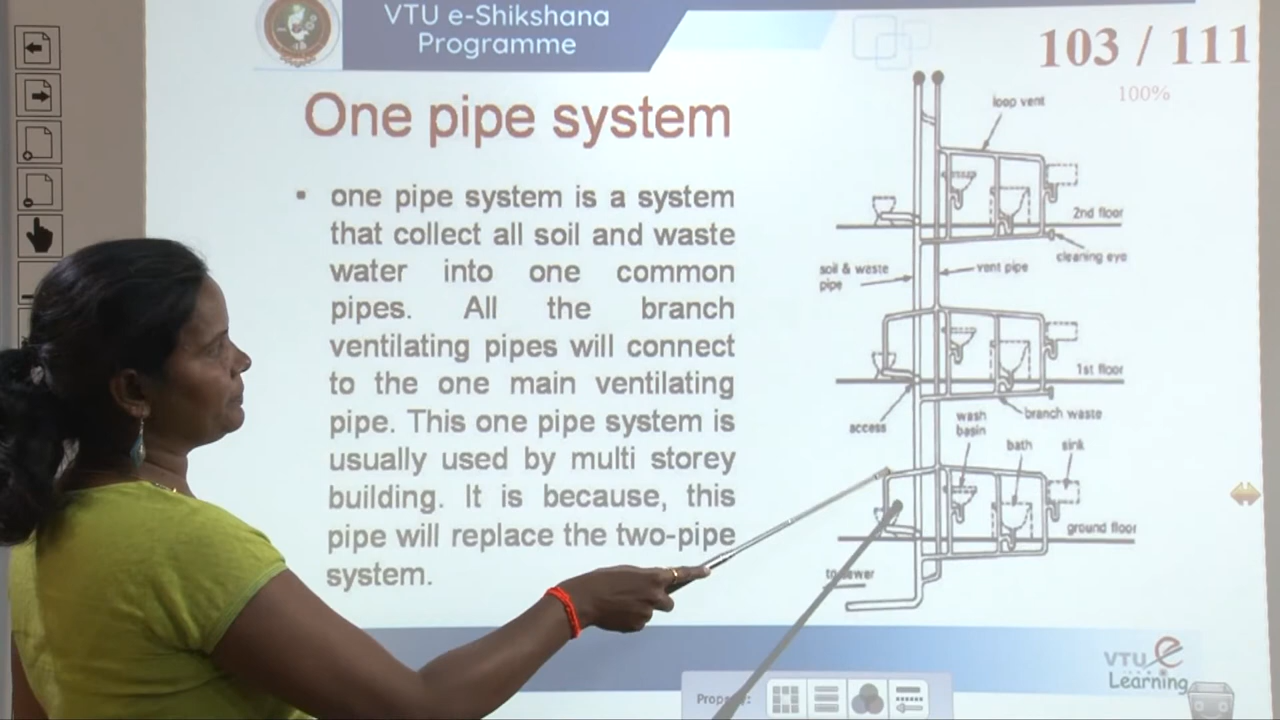 VTU e-Shikshana
Programme
103 / 111
100%
One pipe system
▪ one pipe system is a system
that collect all soil and waste
water into one common
pipes. All the branch
ventilating pipes will connect
to the one main ventilating
pipe. This one pipe system is
usually used by multi storey
building. It is because, this
pipe will replace the two-pipe
system.
loop vent
2nd floor
cleaning eye
soil & waste
pipe
vent pipe
1st floor
access
wash
basin
branch waste
bath
sink
ground floor
VTU e
Learning